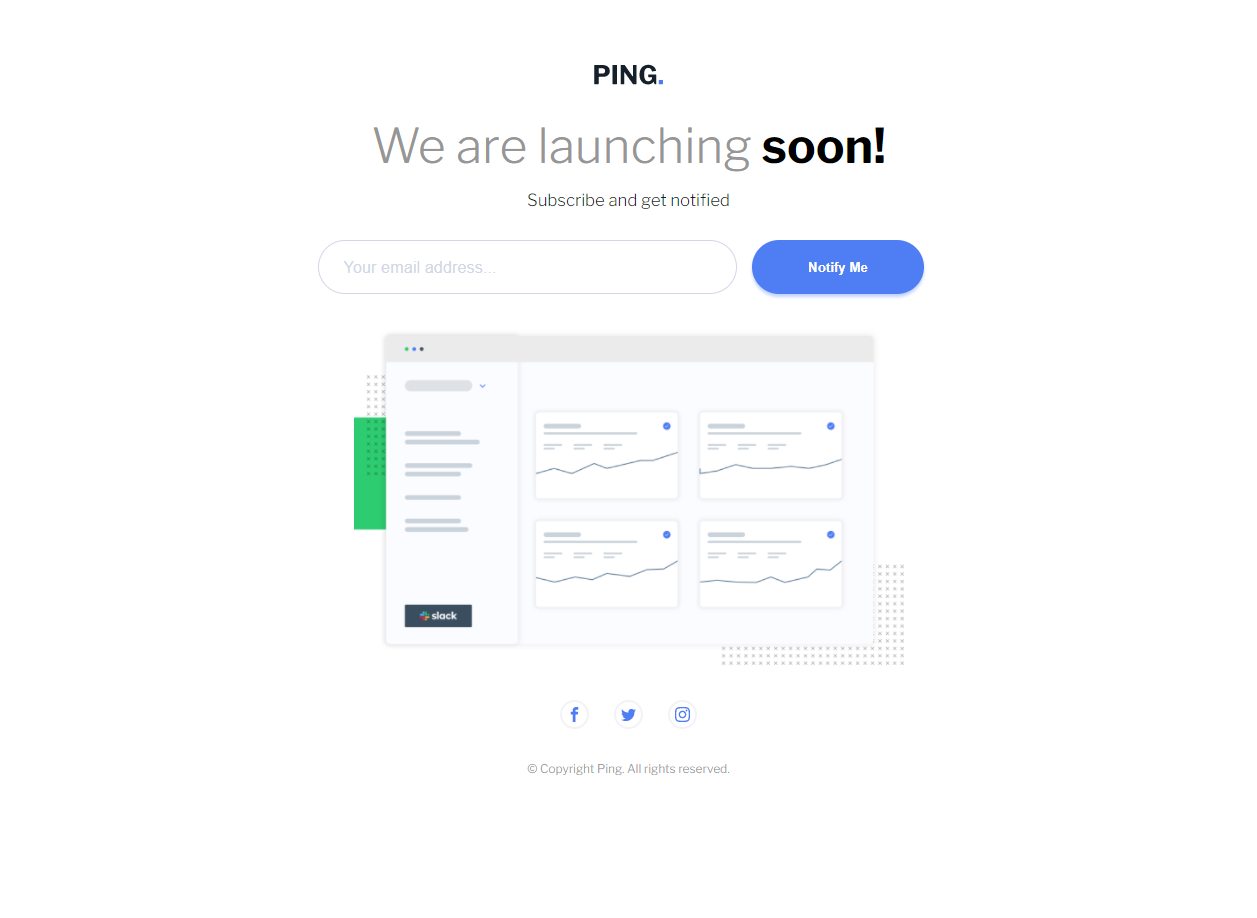 PING.
We are launching soon!
Subscribe and get notified
Your email address...
Notify Me
slack
© Copyright Ping. All rights reserved.